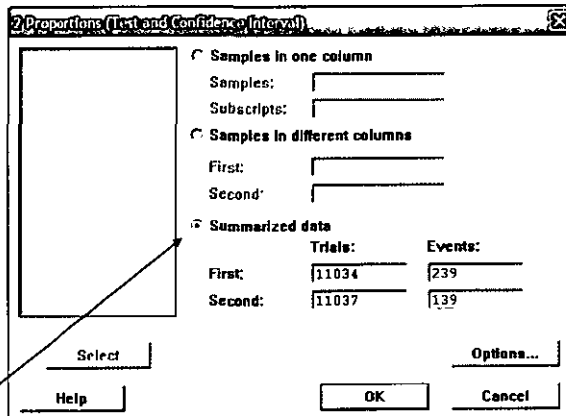 2 Proportions (Test and Confidence Interval)
Samples in one column
Samples:
Subscripts:
Samples in different columns
First:
Second:
Summarized data
Trials: Events:
First: 11034 239
Second: 11037 139
Select
Options...
Help
OK
Cancel